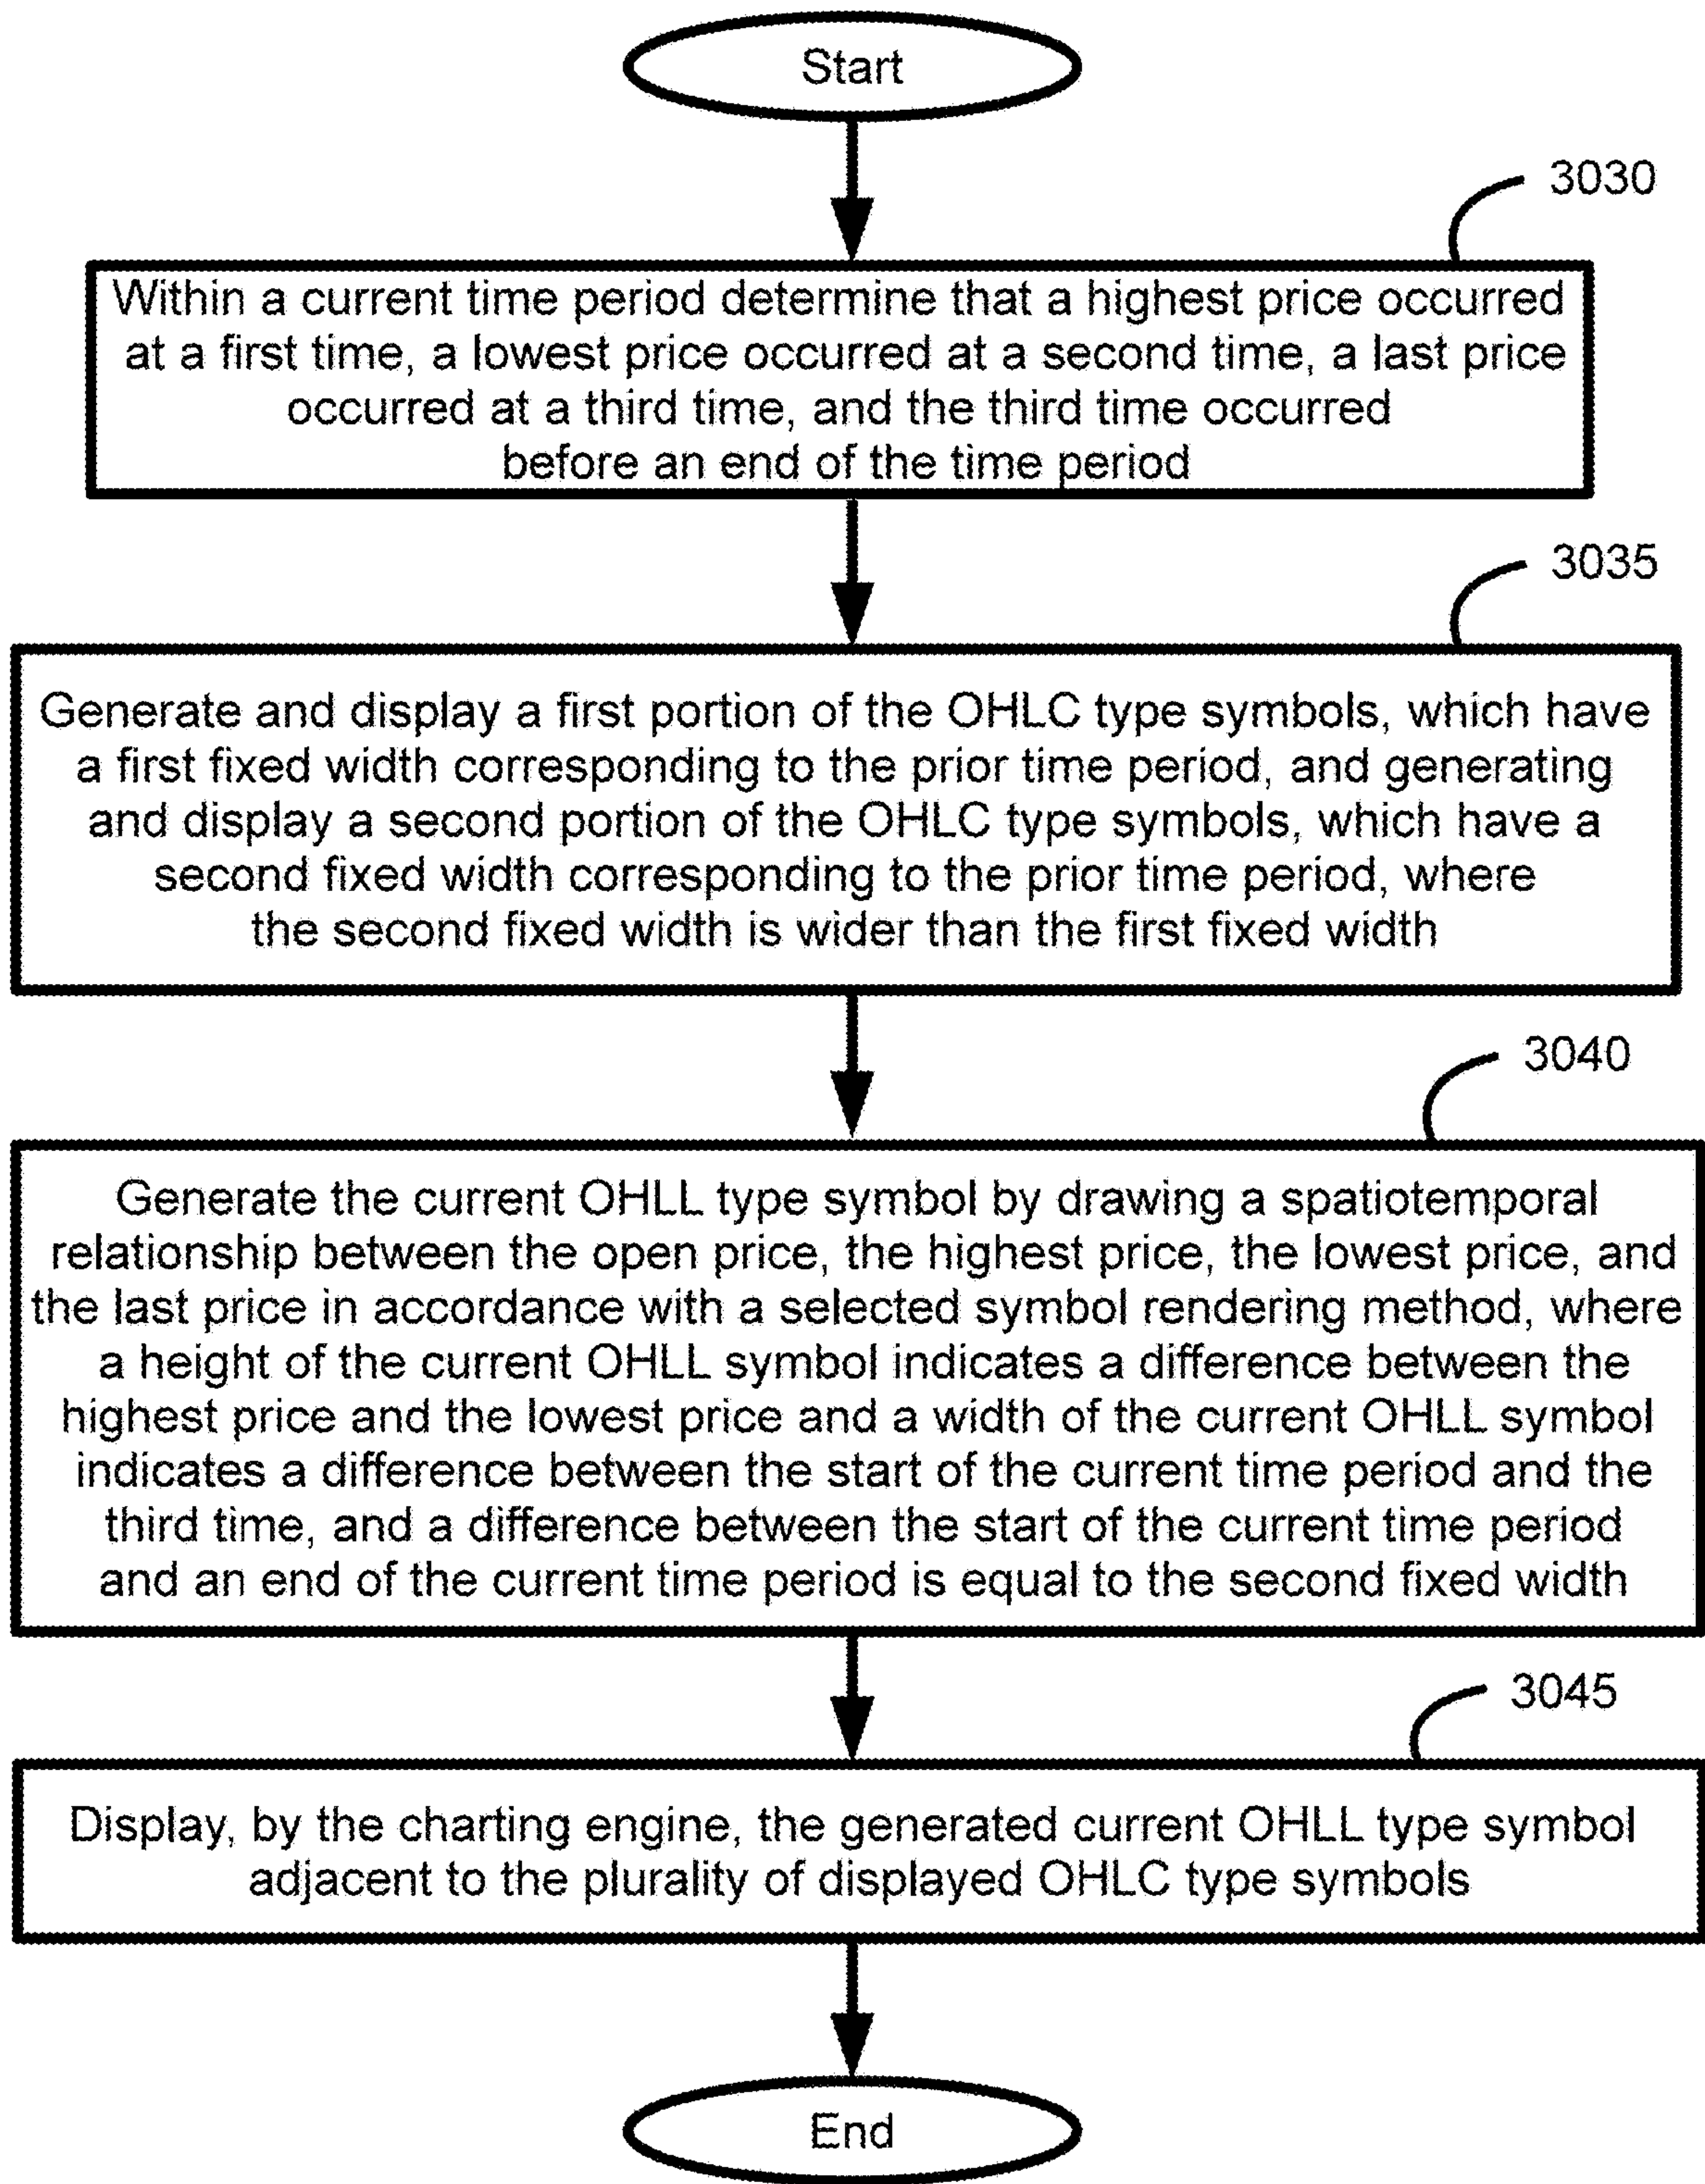 Start
3030
Within a current time period determine that a highest price occurred
at a first time, a lowest price occurred at a second time, a last price
occurred at a third time, and the third time occurred
before an end of the time period
3035
Generate and display a first portion of the OHLC type symbols, which have
a first fixed width corresponding to the prior time period, and generating
and display a second portion of the OHLC type symbols, which have a
second fixed width corresponding to the prior time period, where
the second fixed width is wider than the first fixed width
3040
Generate the current OHLL type symbol by drawing a spatiotemporal
relationship between the open price, the highest price, the lowest price, and
the last price in accordance with a selected symbol rendering method, where
a height of the current OHLL symbol indicates a difference between the
highest price and the lowest price and a width of the current OHLL symbol
indicates a difference between the start of the current time period and the
third time, and a difference between the start of the current time period
and an end of the current time period is equal to the second fixed width
3045
Display, by the charting engine, the generated current OHLL type symbol
adjacent to the plurality of displayed OHLC type symbols
End